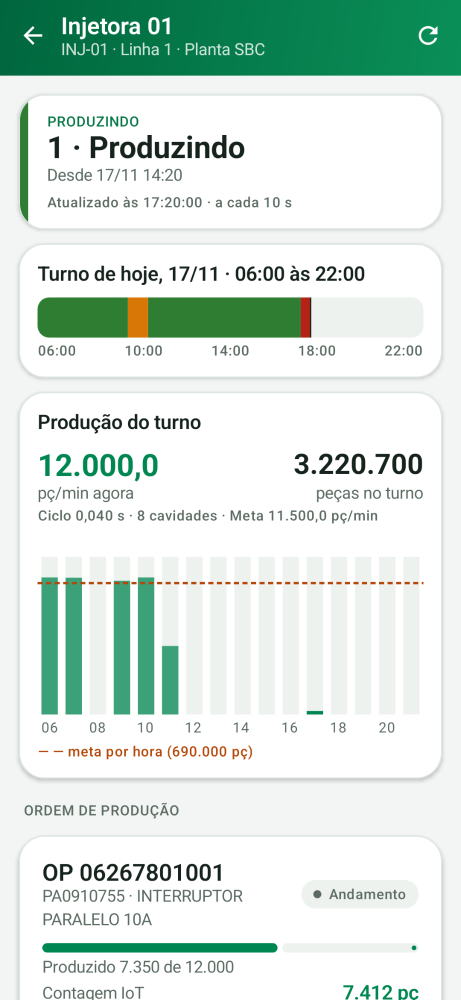 Injetora 01
INJ-01 · Linha 1 · Planta SBC
PRODUZINDO
1 · Produzindo
Desde 17/11 14:20
Atualizado às 17:20:00 · a cada 10 s
Turno de hoje, 17/11 · 06:00 às 22:00
06:00 10:00 14:00 18:00 22:00
Produção do turno
12.000,0 3.220.700
pç/min agora peças no turno
Ciclo 0,040 s · 8 cavidades · Meta 11.500,0 pç/min
06 08 10 12 14 16 18 20
— — meta por hora (690.000 pç)
ORDEM DE PRODUÇÃO
OP 06267801001
PA0910755 · INTERRUPTOR
PARALELO 10A
Andamento
Produzido 7.350 de 12.000
Contagem IoT 7.412 pç